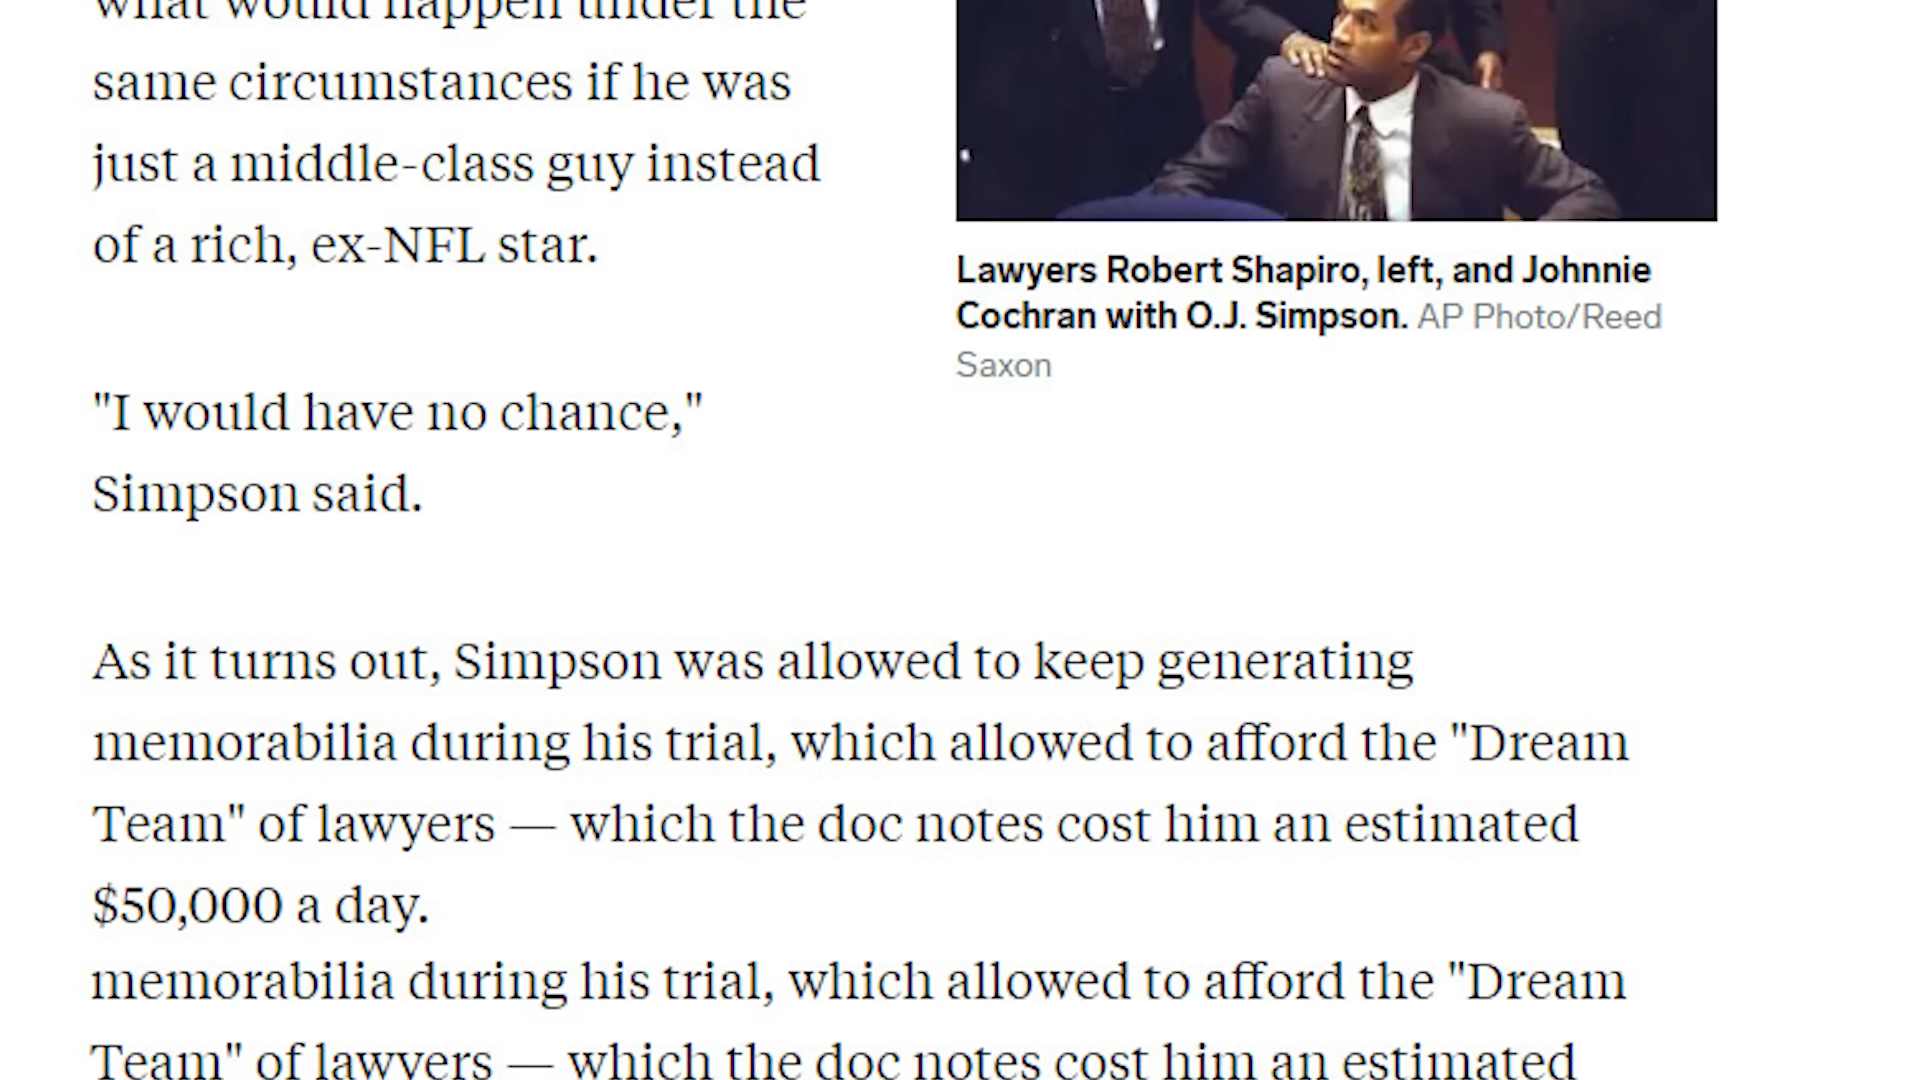 what would happen under the
same circumstances if he was
just a middle-class guy instead
of a rich, ex-NFL star.
"I would have no chance,"
Simpson said.
Lawyers Robert Shapiro, left, and Johnnie
Cochran with O.J. Simpson. AP Photo/Reed
Saxon
As it turns out, Simpson was allowed to keep generating
memorabilia during his trial, which allowed to afford the "Dream
Team" of lawyers — which the doc notes cost him an estimated
$50,000 a day.
memorabilia during his trial, which allowed to afford the "Dream
Team" of lawyers — which the doc notes cost him an estimated